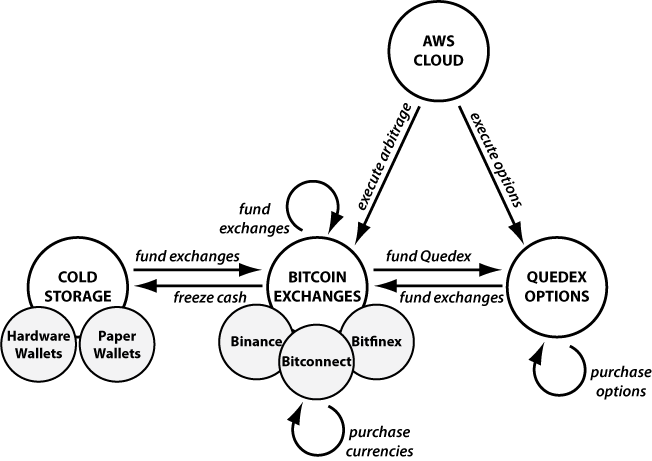 AWS
CLOUD
execute arbitrage
execute options
fund
exchanges
COLD
STORAGE
fund exchanges
freeze cash
BITCOIN
EXCHANGES
fund Quedex
fund exchanges
QUEDEX
OPTIONS
Hardware
Wallets
Paper
Wallets
Binance
Bitconnect
Bitfinex
purchase
options
purchase
currencies